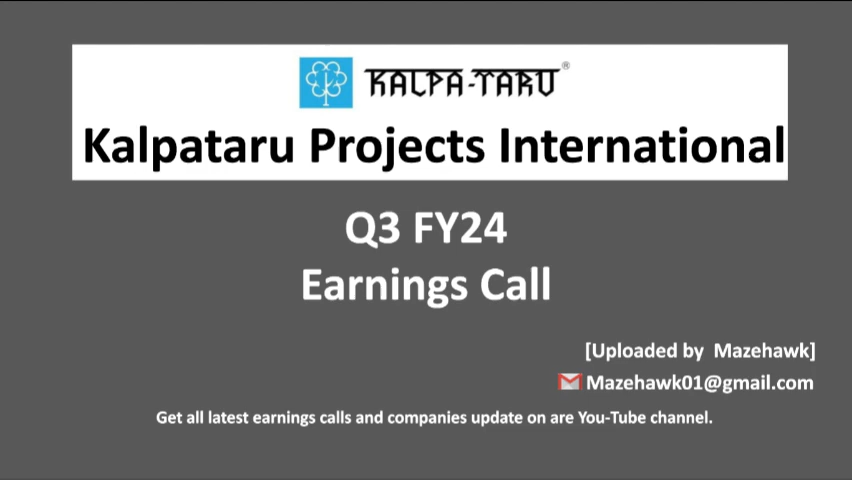 KALPA-TARU®
Kalpataru Projects International
Q3 FY24
Earnings Call
[Uploaded by Mazehawk]
Mazehawk01@gmail.com
Get all latest earnings calls and companies update on are You-Tube channel.